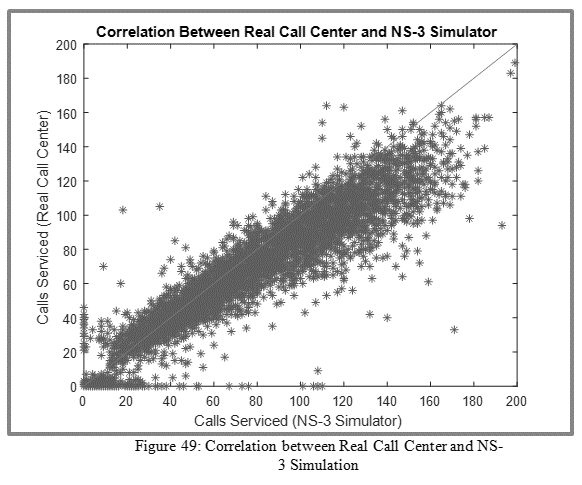 Correlation Between Real Call Center and NS-3 Simulator
200
180
160
140
120
100
80
60
40
20
0
Calls Serviced (Real Call Center)
0 20 40 60 80 100 120 140 160 180 200
Calls Serviced (NS-3 Simulator)
Figure 49: Correlation between Real Call Center and NS-
3 Simulation